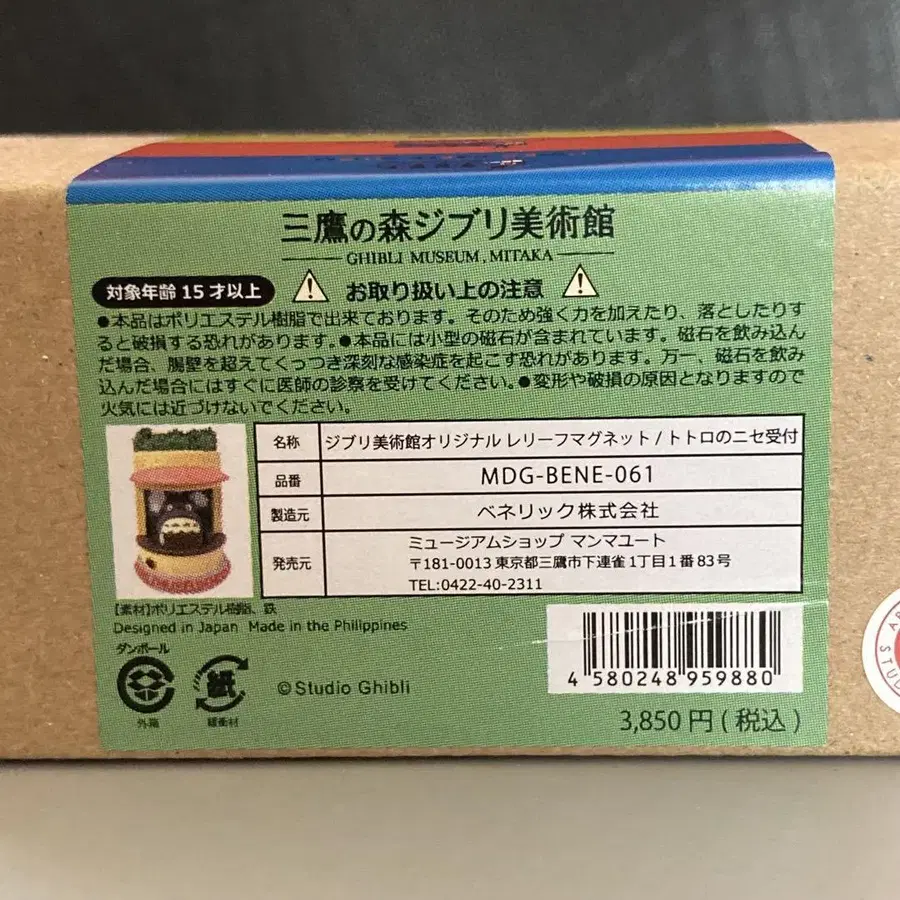 三鷹の森ジブリ美術館
GHIBLI MUSEUM, MITAKA
対象年齢15才以上
お取り扱い上の注意
●本品はポリエステル樹脂で出来ております。そのため強く力を加えたり、落としたりす
ると破損する恐れがあります。●本品には小型の磁石が含まれています。磁石を飲み込ん
だ場合、腸壁を超えてくっつき深刻な感染症を起こす恐れがあります。万一、磁石を飲み
込んだ場合にはすぐに医師の診察を受けてください。●変形や破損の原因となりますので
火気には近づけないでください。
名称 ジブリ美術館オリジナル レリーフマグネット / トトロのニセ受付
品番 MDG-BENE-061
製造元 ベネリック株式会社
発売元 ミュージアムショップ マンマユート
〒181-0013 東京都三鷹市下連雀1丁目1番83号
TEL:0422-40-2311
【素材】ポリエステル樹脂、鉄
Designed in Japan Made in the Philippines
ダンボール
外箱
紙
緩衝材
©Studio Ghibli
4 580248 959880
3,850円(税込)